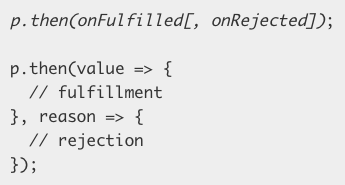 p.then(onFulfilled[, onRejected]);
p.then(value => {
  // fulfillment
}, reason => {
  // rejection
});